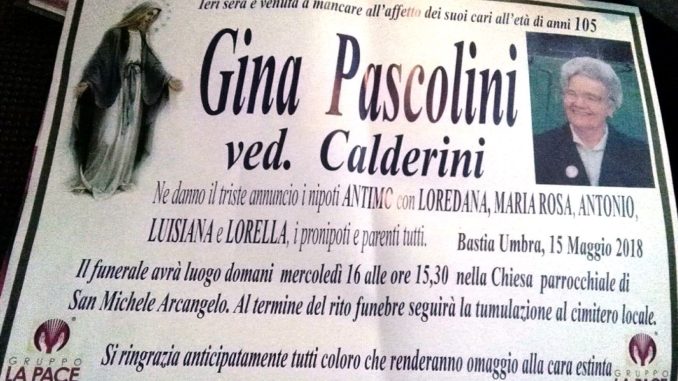 Ieri sera è venuta a mancare all'affetto dei suoi cari all'età di anni 105
Gina Pascolini
ved. Calderini
Ne danno il triste annuncio i nipoti ANTIMO con LOREDANA, MARIA ROSA, ANTONIO,
LUISIANA e LORELLA, i pronipoti e parenti tutti.
Bastia Umbra, 15 Maggio 2018
Il funerale avrà luogo domani mercoledì 16 alle ore 15,30 nella Chiesa parrocchiale di
San Michele Arcangelo. Al termine del rito funebre seguirà la tumulazione al cimitero locale.
Si ringrazia anticipatamente tutti coloro che renderanno omaggio alla cara estinta
®
GRUPPO
LA PACE
®
GRUPPO
LA PACE